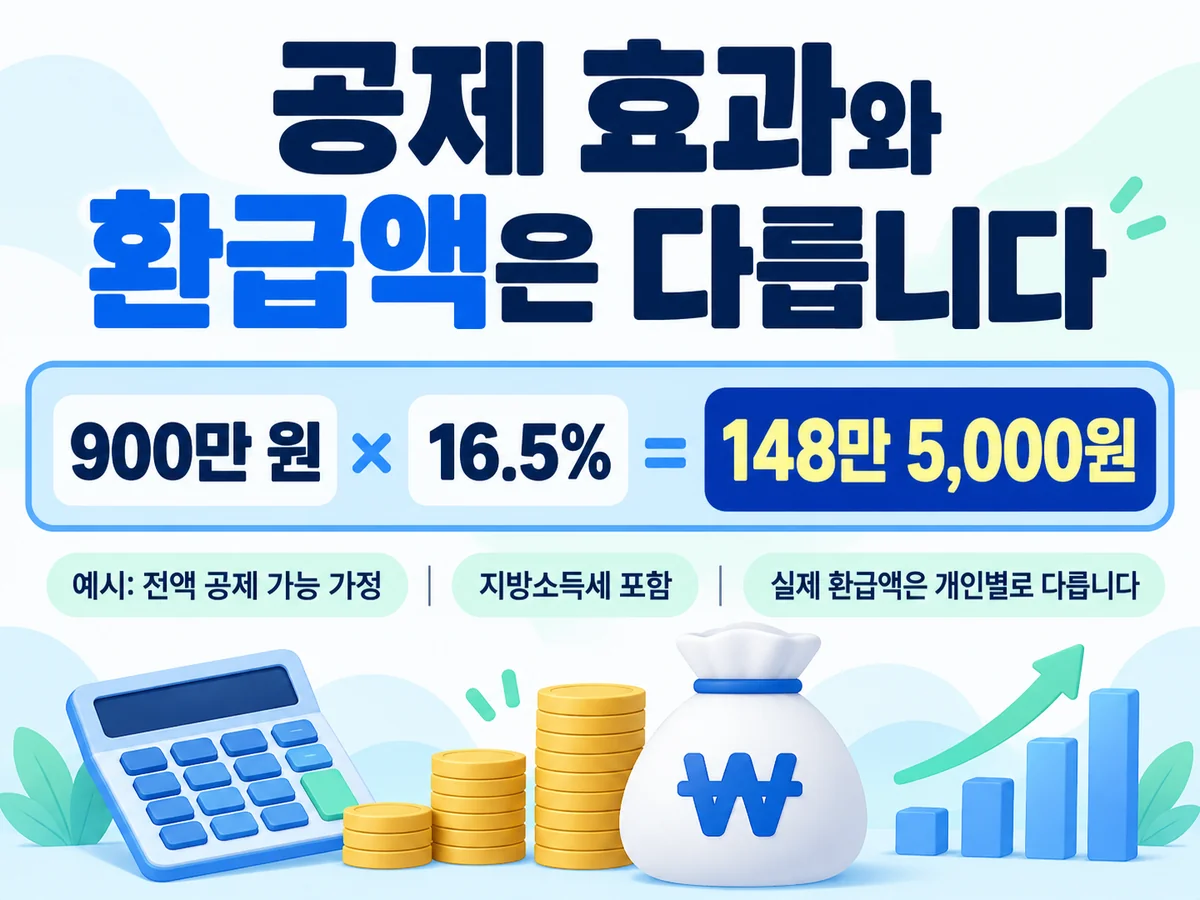 공제 효과와
환급액은 다릅니다
900만 원 × 16.5% = 148만 5,000원
예시: 전액 공제 가능 가정 | 지방소득세 포함 | 실제 환급액은 개인별로 다릅니다
₩